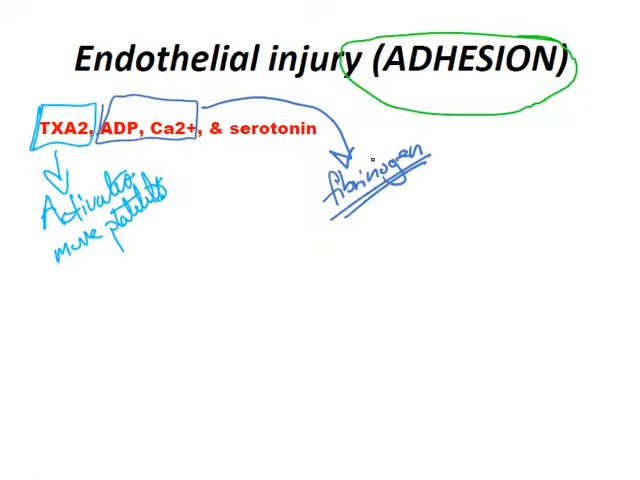 Endothelial injury (ADHESION)
TXA2, ADP, Ca2+, & serotonin
fibrinogen
Activates
more platelets